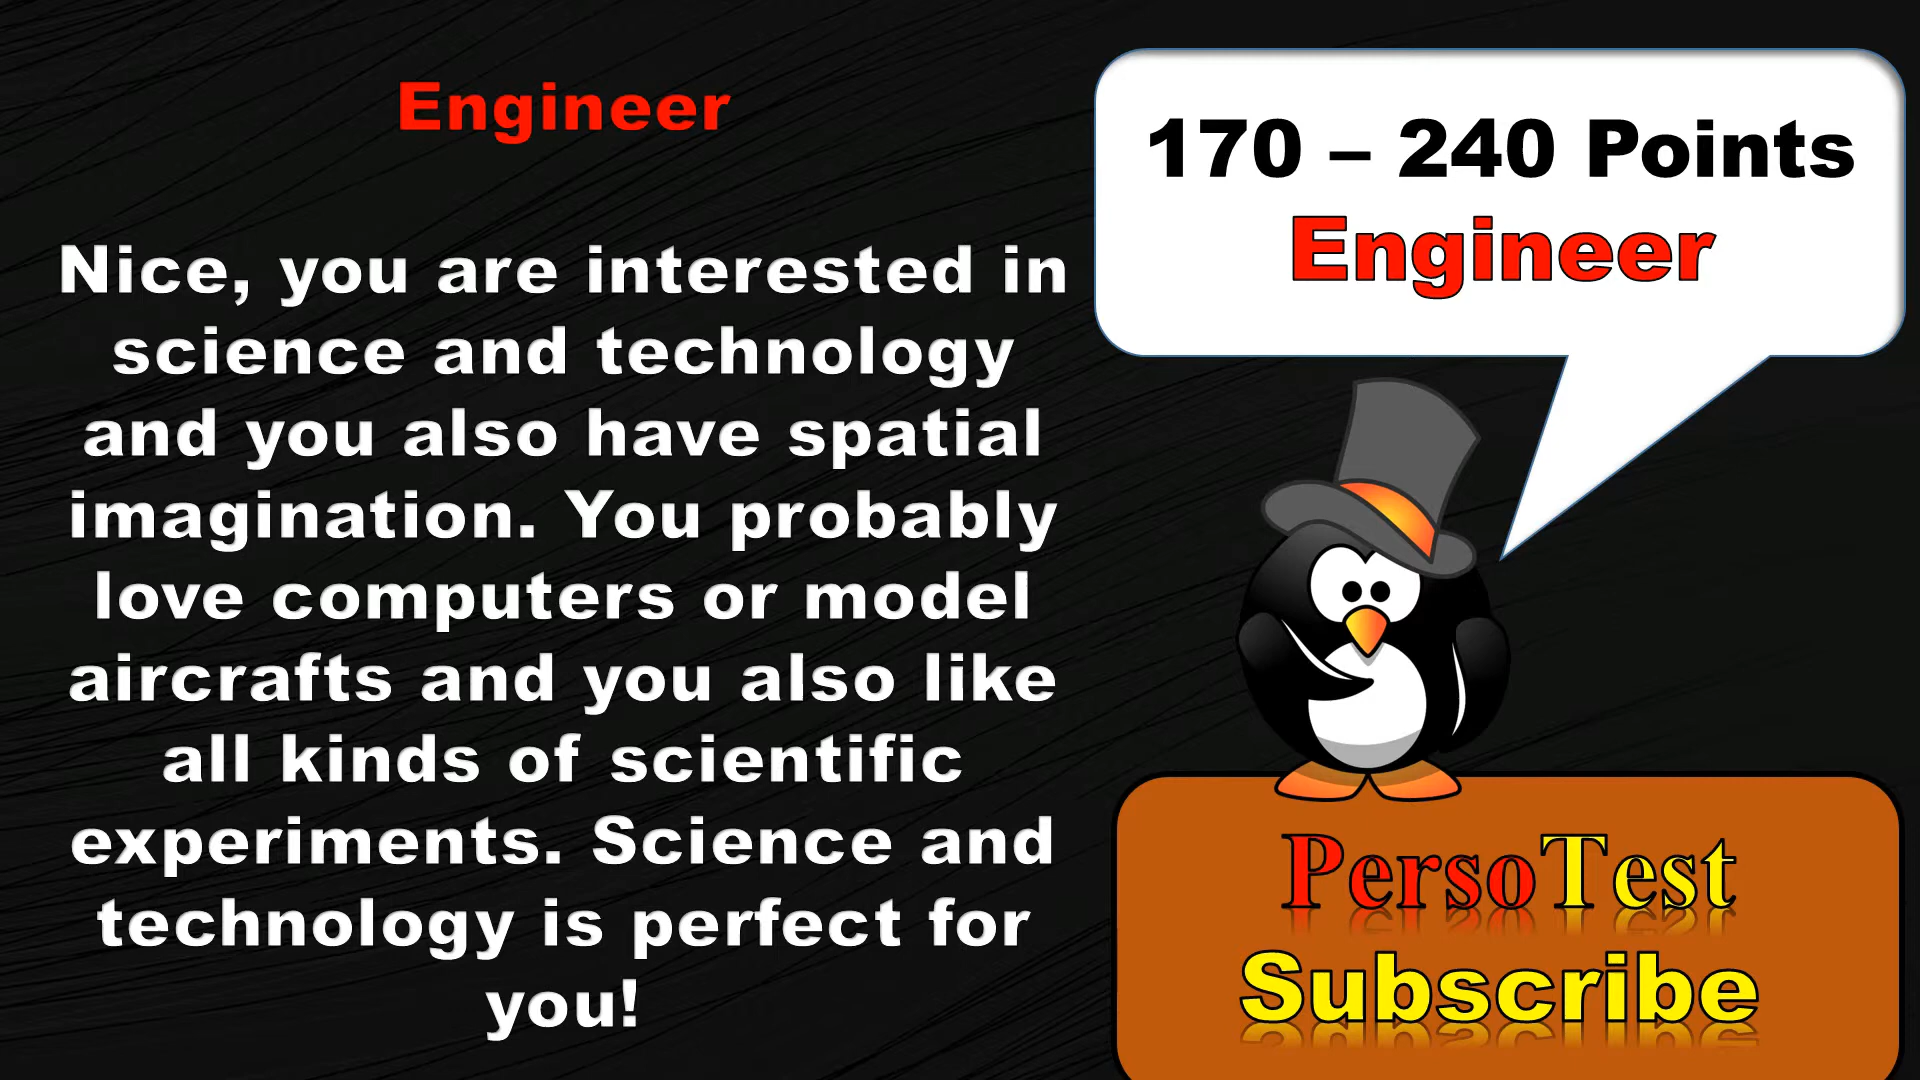 Engineer
Nice, you are interested in
science and technology
and you also have spatial
imagination. You probably
love computers or model
aircrafts and you also like
all kinds of scientific
experiments. Science and
technology is perfect for
you!
170 – 240 Points
Engineer
PersoTest
Subscribe